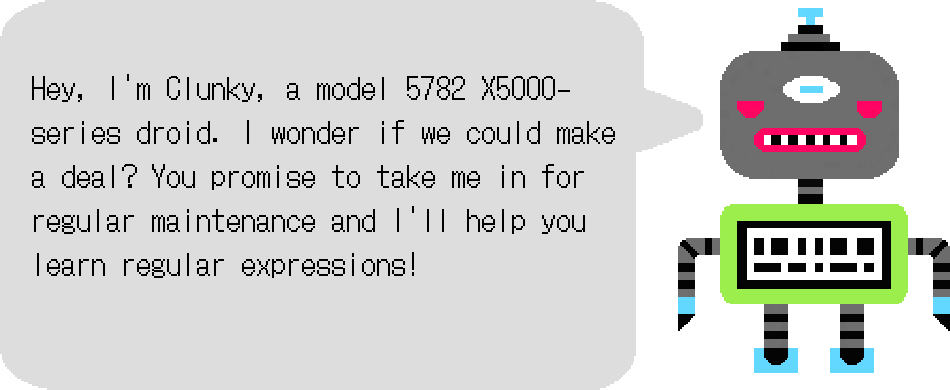 Hey, I'm Clunky, a model 5782 X5000-
series droid. I wonder if we could make
a deal? You promise to take me in for
regular maintenance and I'll help you
learn regular expressions!